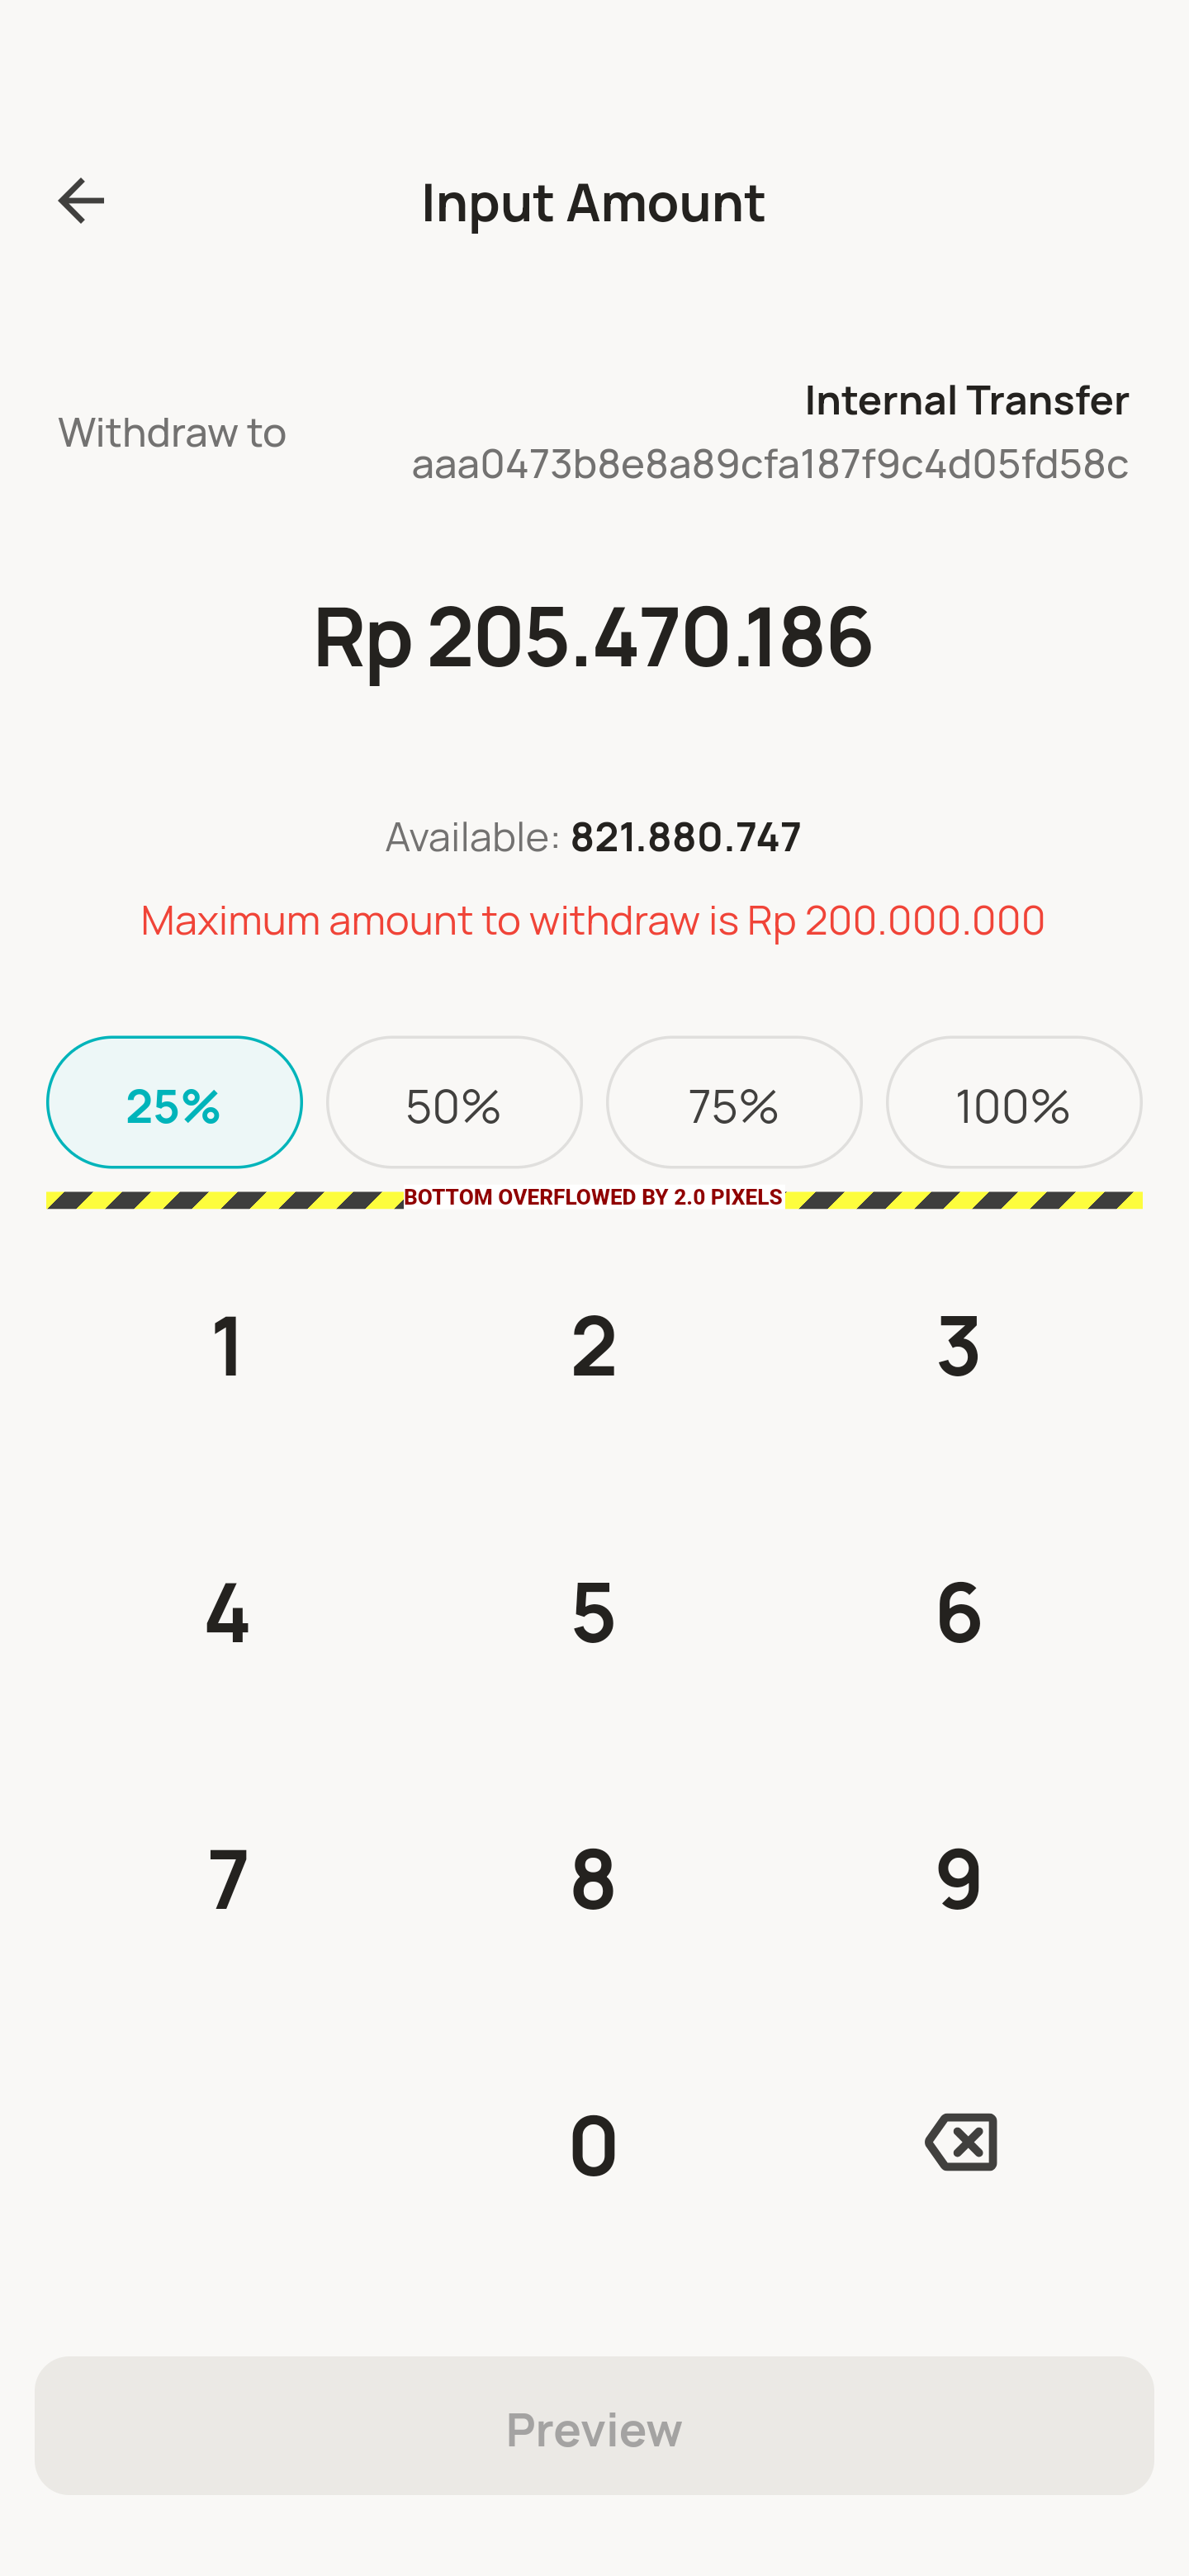 Input Amount
Withdraw to
Internal Transfer
aaa0473b8e8a89cfa187f9c4d05fd58c
Rp 205.470.186
Available: 821.880.747
Maximum amount to withdraw is Rp 200.000.000
25% 50% 75% 100%
BOTTOM OVERFLOWED BY 2.0 PIXELS
1 2 3
4 5 6
7 8 9
0
Preview